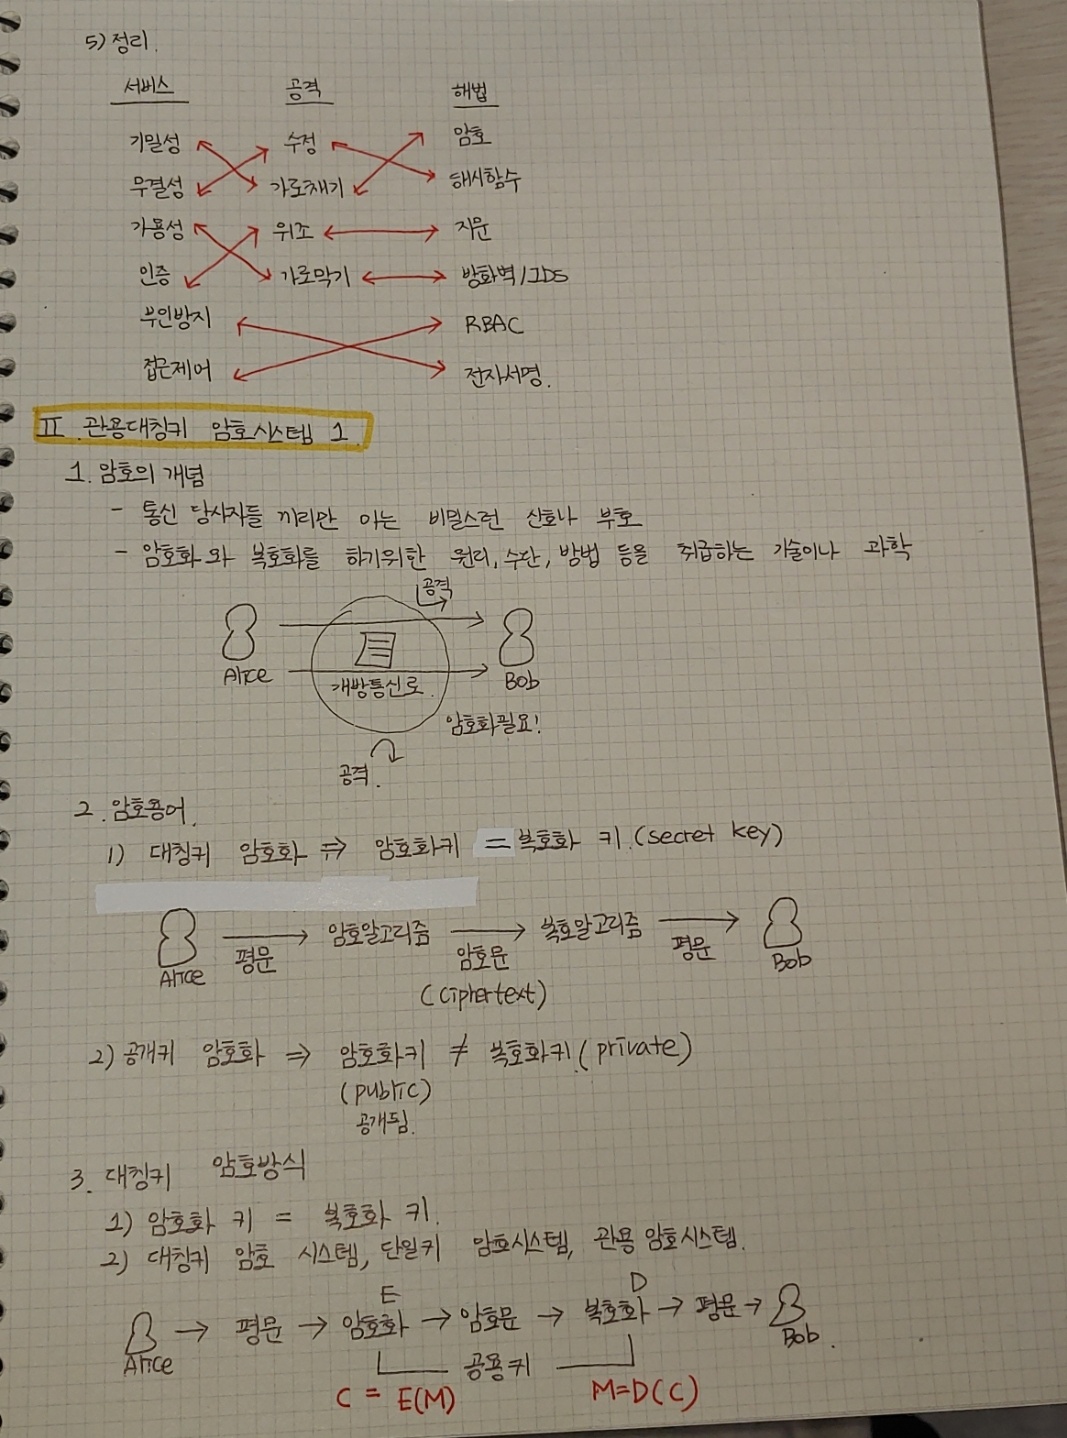 5) 정리.
서비스 공격 해법
기밀성 수정 암호
무결성 가로채기 해시함수
가용성 위조 지문
인증 가로막기 방화벽/IDS
부인방지 RBAC
접근제어 전자서명.
II. 관용대칭키 암호시스템 1.
1. 암호의 개념
- 통신 당사자들 끼리만 아는 비밀스런 신호나 부호
- 암호화와 복호화를 하기위한 원리, 수단, 방법 등을 취급하는 기술이나 과학
공격
Alice 개방통신로. Bob
암호화필요!
공격.
2. 암호용어.
1) 대칭키 암호화 ⇒ 암호화키 = 복호화 키. (secret key)
평문 암호알고리즘 암호문 복호알고리즘 평문
Alice Bob
(ciphertext)
2) 공개키 암호화 ⇒ 암호화키 ≠ 복호화키 (private)
(public)
공개됨.
3. 대칭키 암호방식
1) 암호화 키 = 복호화 키.
2) 대칭키 암호 시스템, 단일키 암호시스템, 관용 암호시스템.
E D
Alice → 평문 → 암호화 → 암호문 → 복호화 → 평문 → Bob.
공용키
C = E(M) M=D(C)